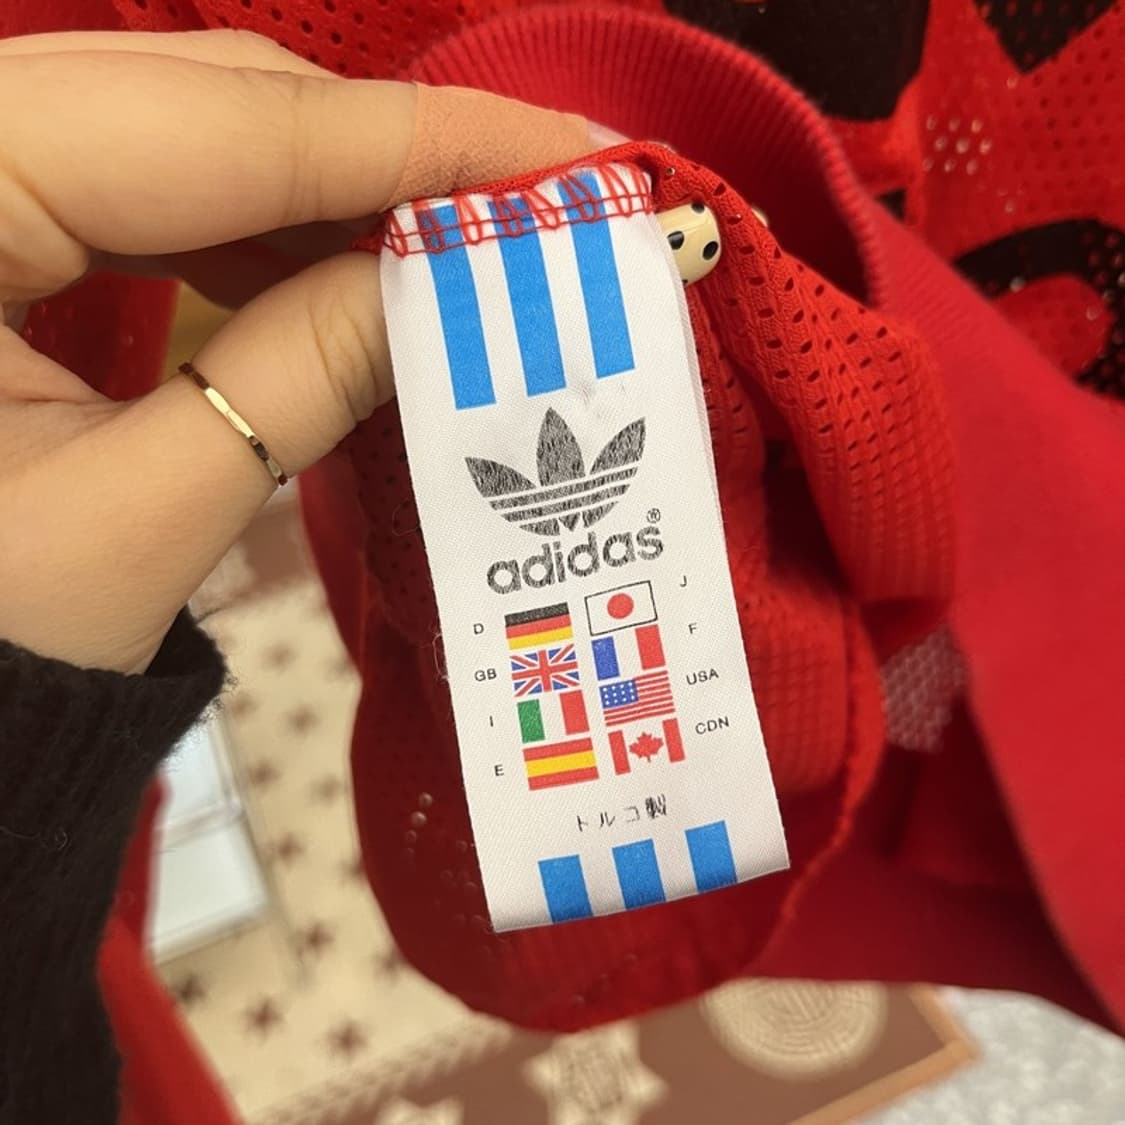 adidas®
D J
GB F
I USA
E CDN
トルコ製